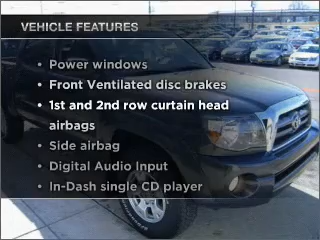 VEHICLE FEATURES
• Power windows
• Front Ventilated disc brakes
• 1st and 2nd row curtain head
airbags
• Side airbag
• Digital Audio Input
• In-Dash single CD player